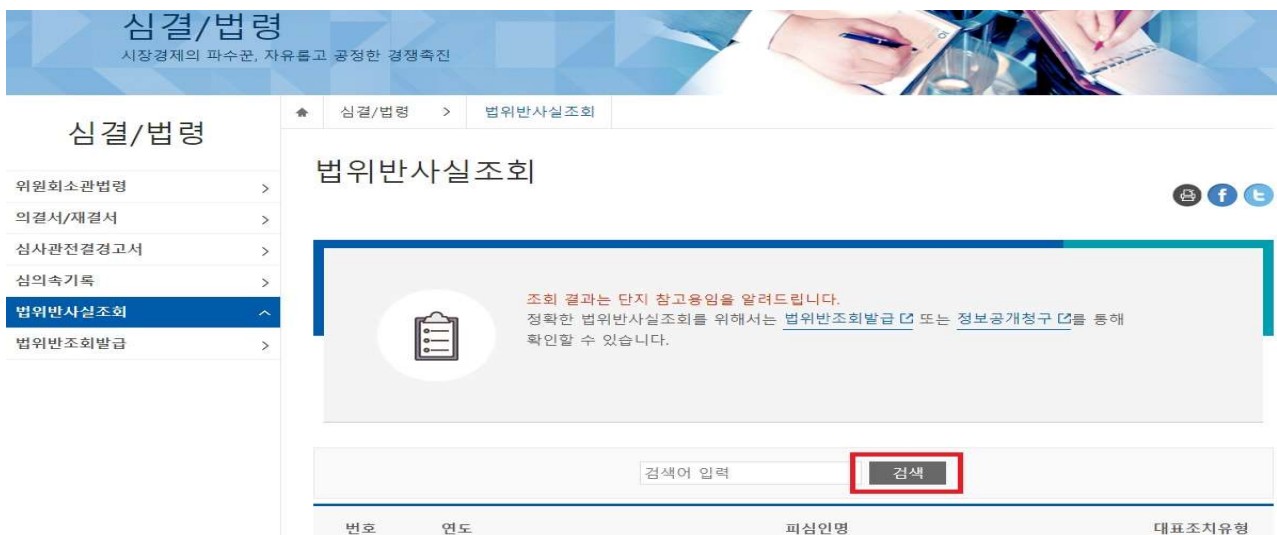 심결/법령
시장경제의 파수꾼, 자유롭고 공정한 경쟁촉진
심결/법령 > 법위반사실조회
심결/법령
위원회소관법령 >
의결서/재결서 >
심사관전결경고서 >
심의속기록 >
법위반사실조회
법위반조회발급 >
법위반사실조회
조회 결과는 단지 참고용임을 알려드립니다.
정확한 법위반사실조회를 위해서는 법위반조회발급 또는 정보공개청구를 통해
확인할 수 있습니다.
검색어 입력 검색
번호 연도 피심인명 대표조치유형